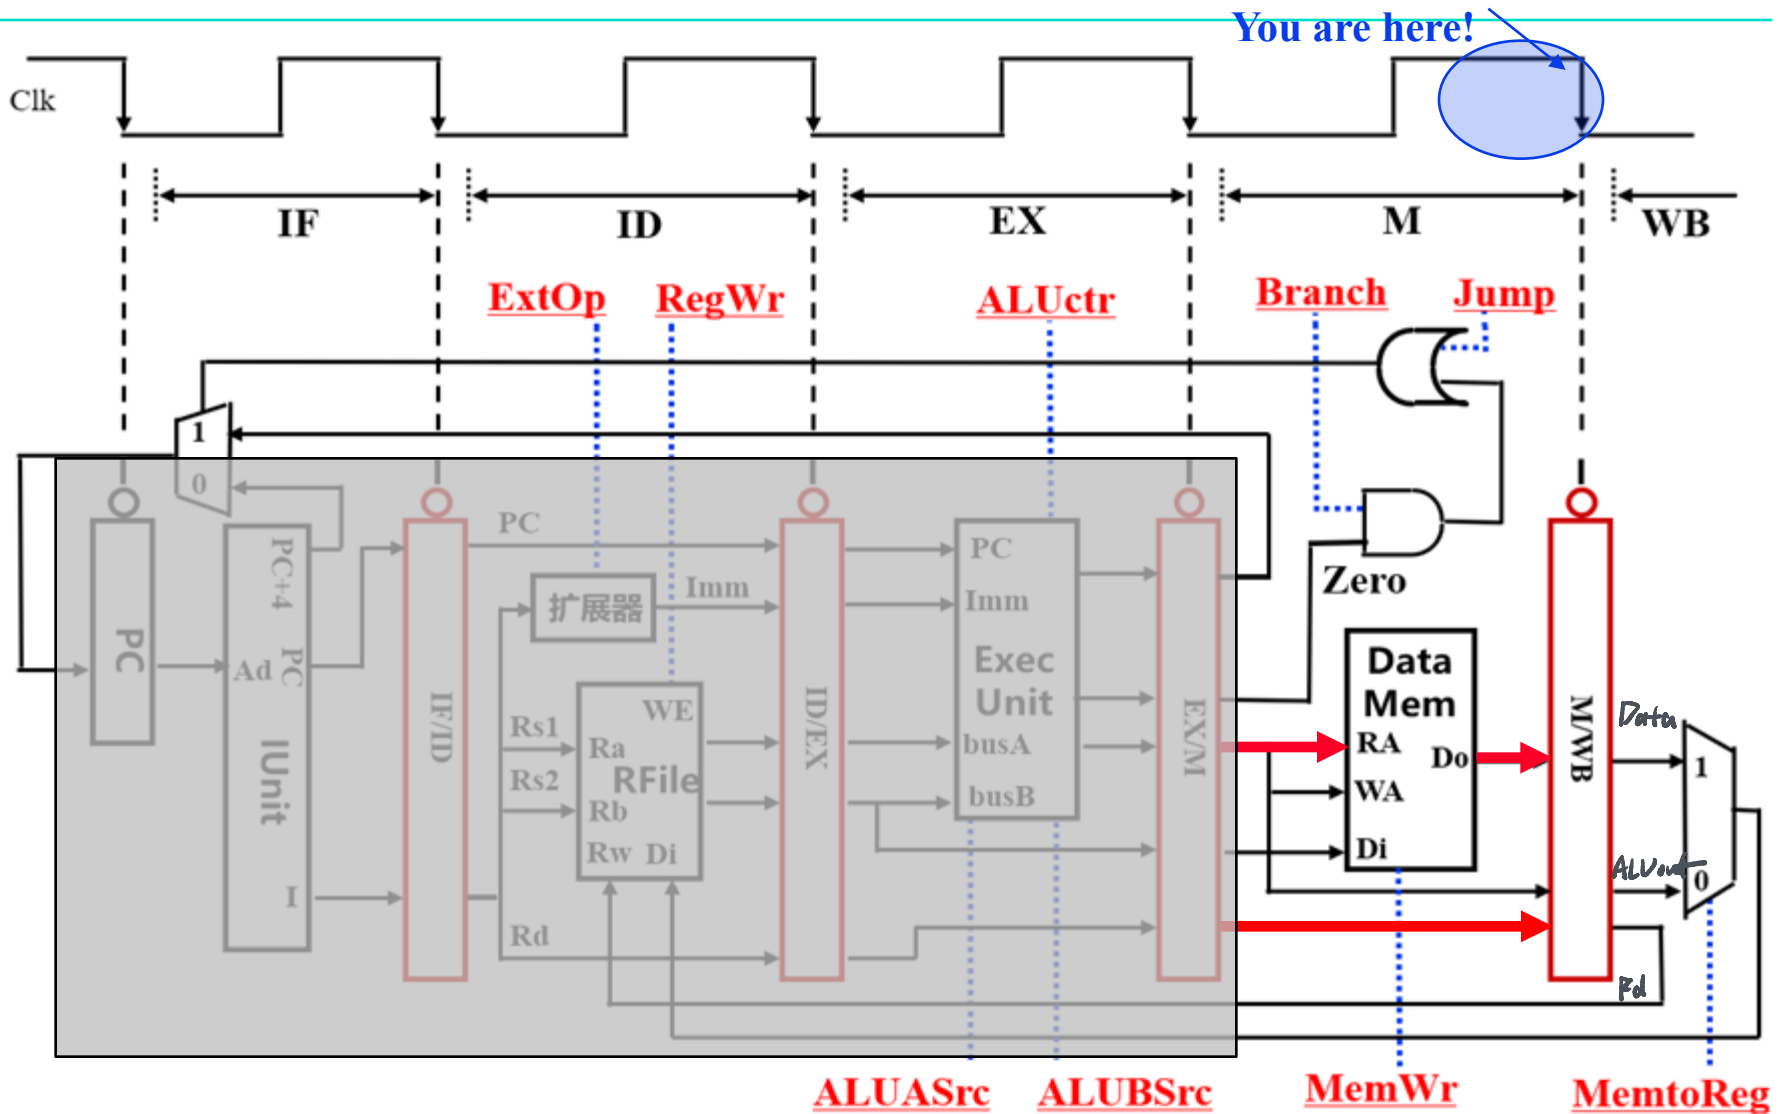 You are here!
Clk
IF
ID
EX
M
WB
ExtOp
RegWr
ALUctr
Branch
Jump
1
0
PC
PC+4
PC
Ad
IUnit
I
IF/ID
PC
扩展器
Imm
Rs1
Rs2
Rd
WE
Ra
RFile
Rb
Rw Di
ID/EX
PC
Imm
Exec
Unit
busA
busB
EX/M
Zero
Data
Mem
RA
Do
WA
Di
M/WB
Data
1
ALUout
0
Rd
ALUASrc
ALUBSrc
MemWr
MemtoReg